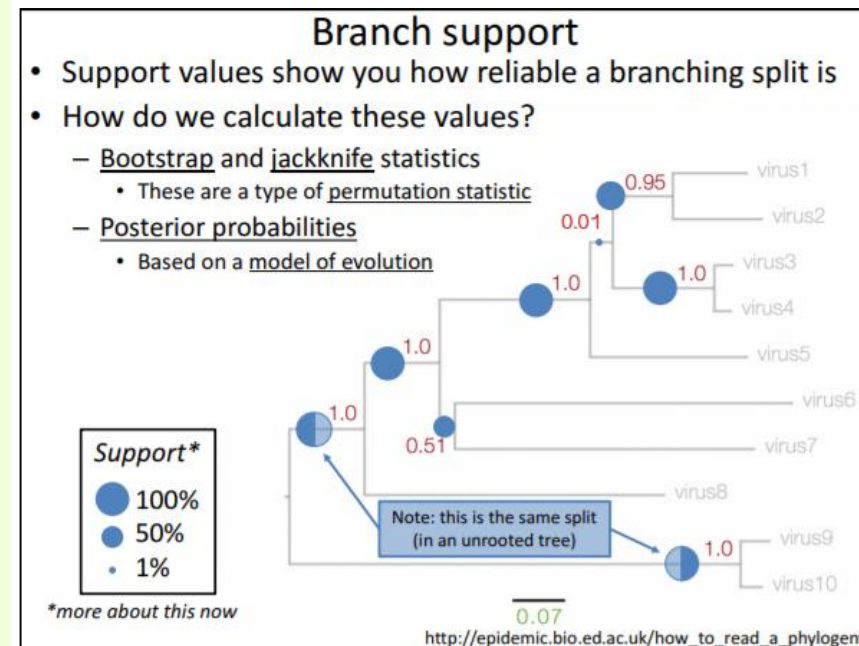 Branch support
• Support values show you how reliable a branching split is
• How do we calculate these values?
– Bootstrap and jackknife statistics
• These are a type of permutation statistic
– Posterior probabilities
• Based on a model of evolution
0.95
virus1
virus2
0.01
1.0
virus3
virus4
1.0
virus5
1.0
virus6
0.51
virus7
1.0
virus8
Support*
100%
50%
1%
Note: this is the same split
(in an unrooted tree)
1.0
virus9
virus10
*more about this now
0.07
http://epidemic.bio.ed.ac.uk/how_to_read_a_phylogen